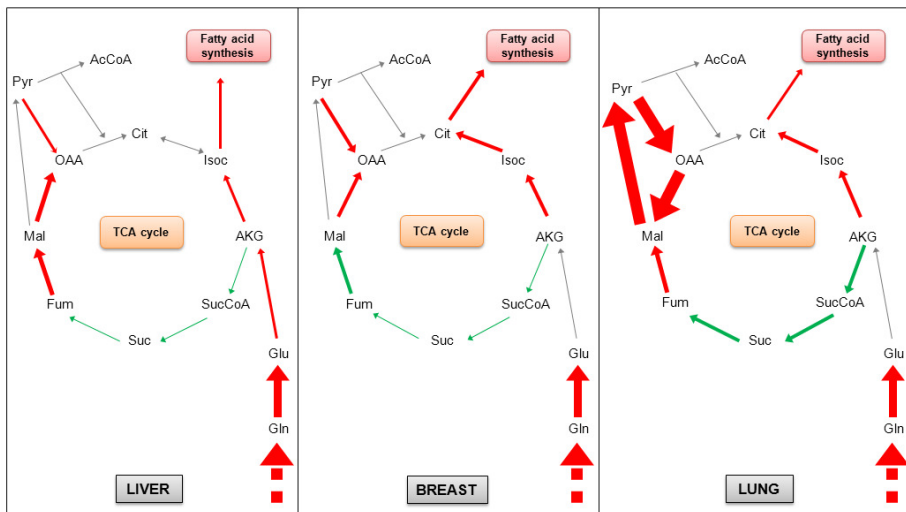 Fatty acid
synthesis
AcCoA
Pyr
Cit
OAA
Isoc
TCA cycle
Mal
AKG
Fum
SucCoA
Suc
Glu
Gln
LIVER
Fatty acid
synthesis
AcCoA
Pyr
Cit
OAA
Isoc
TCA cycle
Mal
AKG
Fum
SucCoA
Suc
Glu
Gln
BREAST
Fatty acid
synthesis
AcCoA
Pyr
Cit
OAA
Isoc
TCA cycle
Mal
AKG
Fum
SucCoA
Suc
Glu
Gln
LUNG